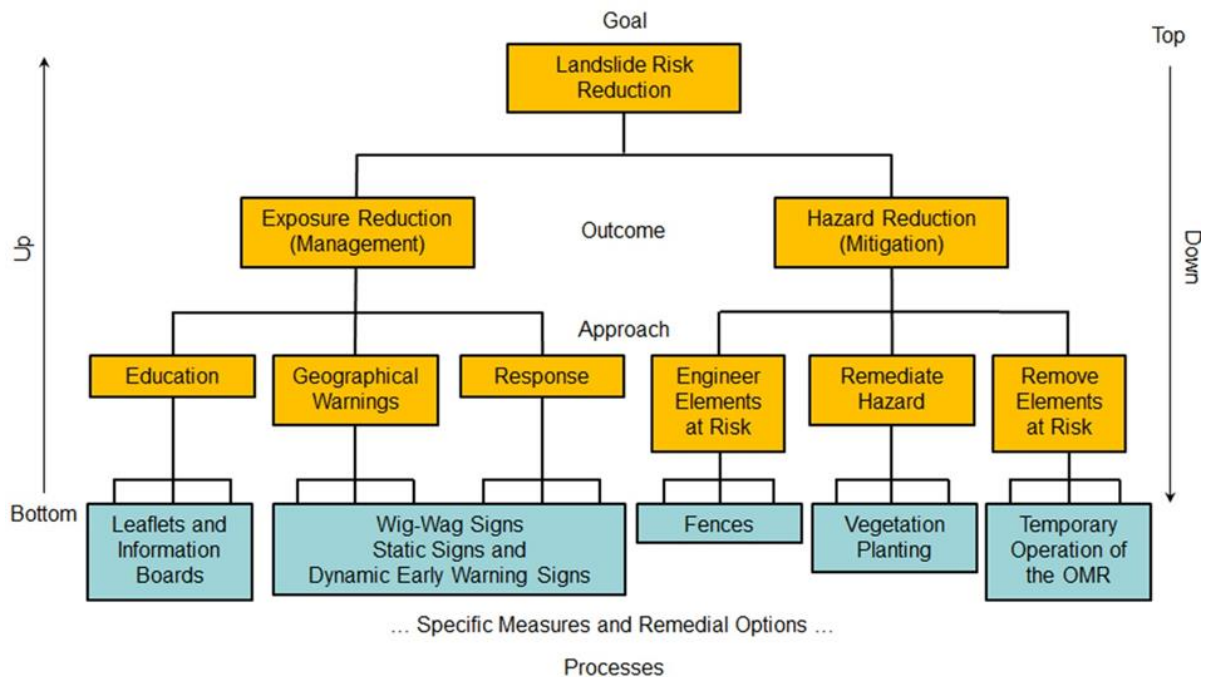 Goal
Top
Landslide Risk
Reduction
Up
Exposure Reduction
(Management)
Outcome
Hazard Reduction
(Mitigation)
Down
Approach
Education
Geographical
Warnings
Response
Engineer
Elements
at Risk
Remediate
Hazard
Remove
Elements
at Risk
Bottom
Leaflets and
Information
Boards
Wig-Wag Signs
Static Signs and
Dynamic Early Warning Signs
Fences
Vegetation
Planting
Temporary
Operation of
the OMR
... Specific Measures and Remedial Options ...
Processes